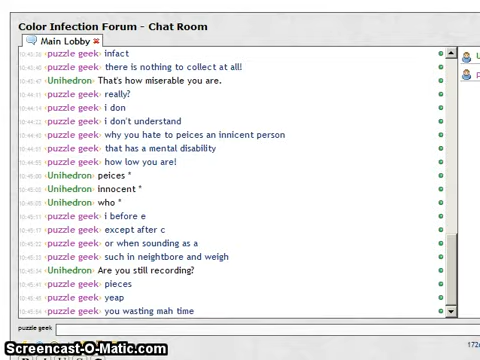 Color Infection Forum - Chat Room
Main Lobby
puzzle geek› infact
puzzle geek› there is nothing to collect at all!
Unihedron› That's how miserable you are.
puzzle geek› really?
puzzle geek› i don
puzzle geek› i don't understand
puzzle geek› why you hate to peices an innicent person
puzzle geek› that has a mental disability
puzzle geek› how low you are!
Unihedron› peices *
Unihedron› innocent *
Unihedron› who *
puzzle geek› i before e
puzzle geek› except after c
puzzle geek› or when sounding as a
puzzle geek› such in neighbore and weigh
Unihedron› Are you still recording?
puzzle geek› pieces
puzzle geek› yeap
puzzle geek› you wasting mah time
puzzle geek
Screencast-O-Matic.com